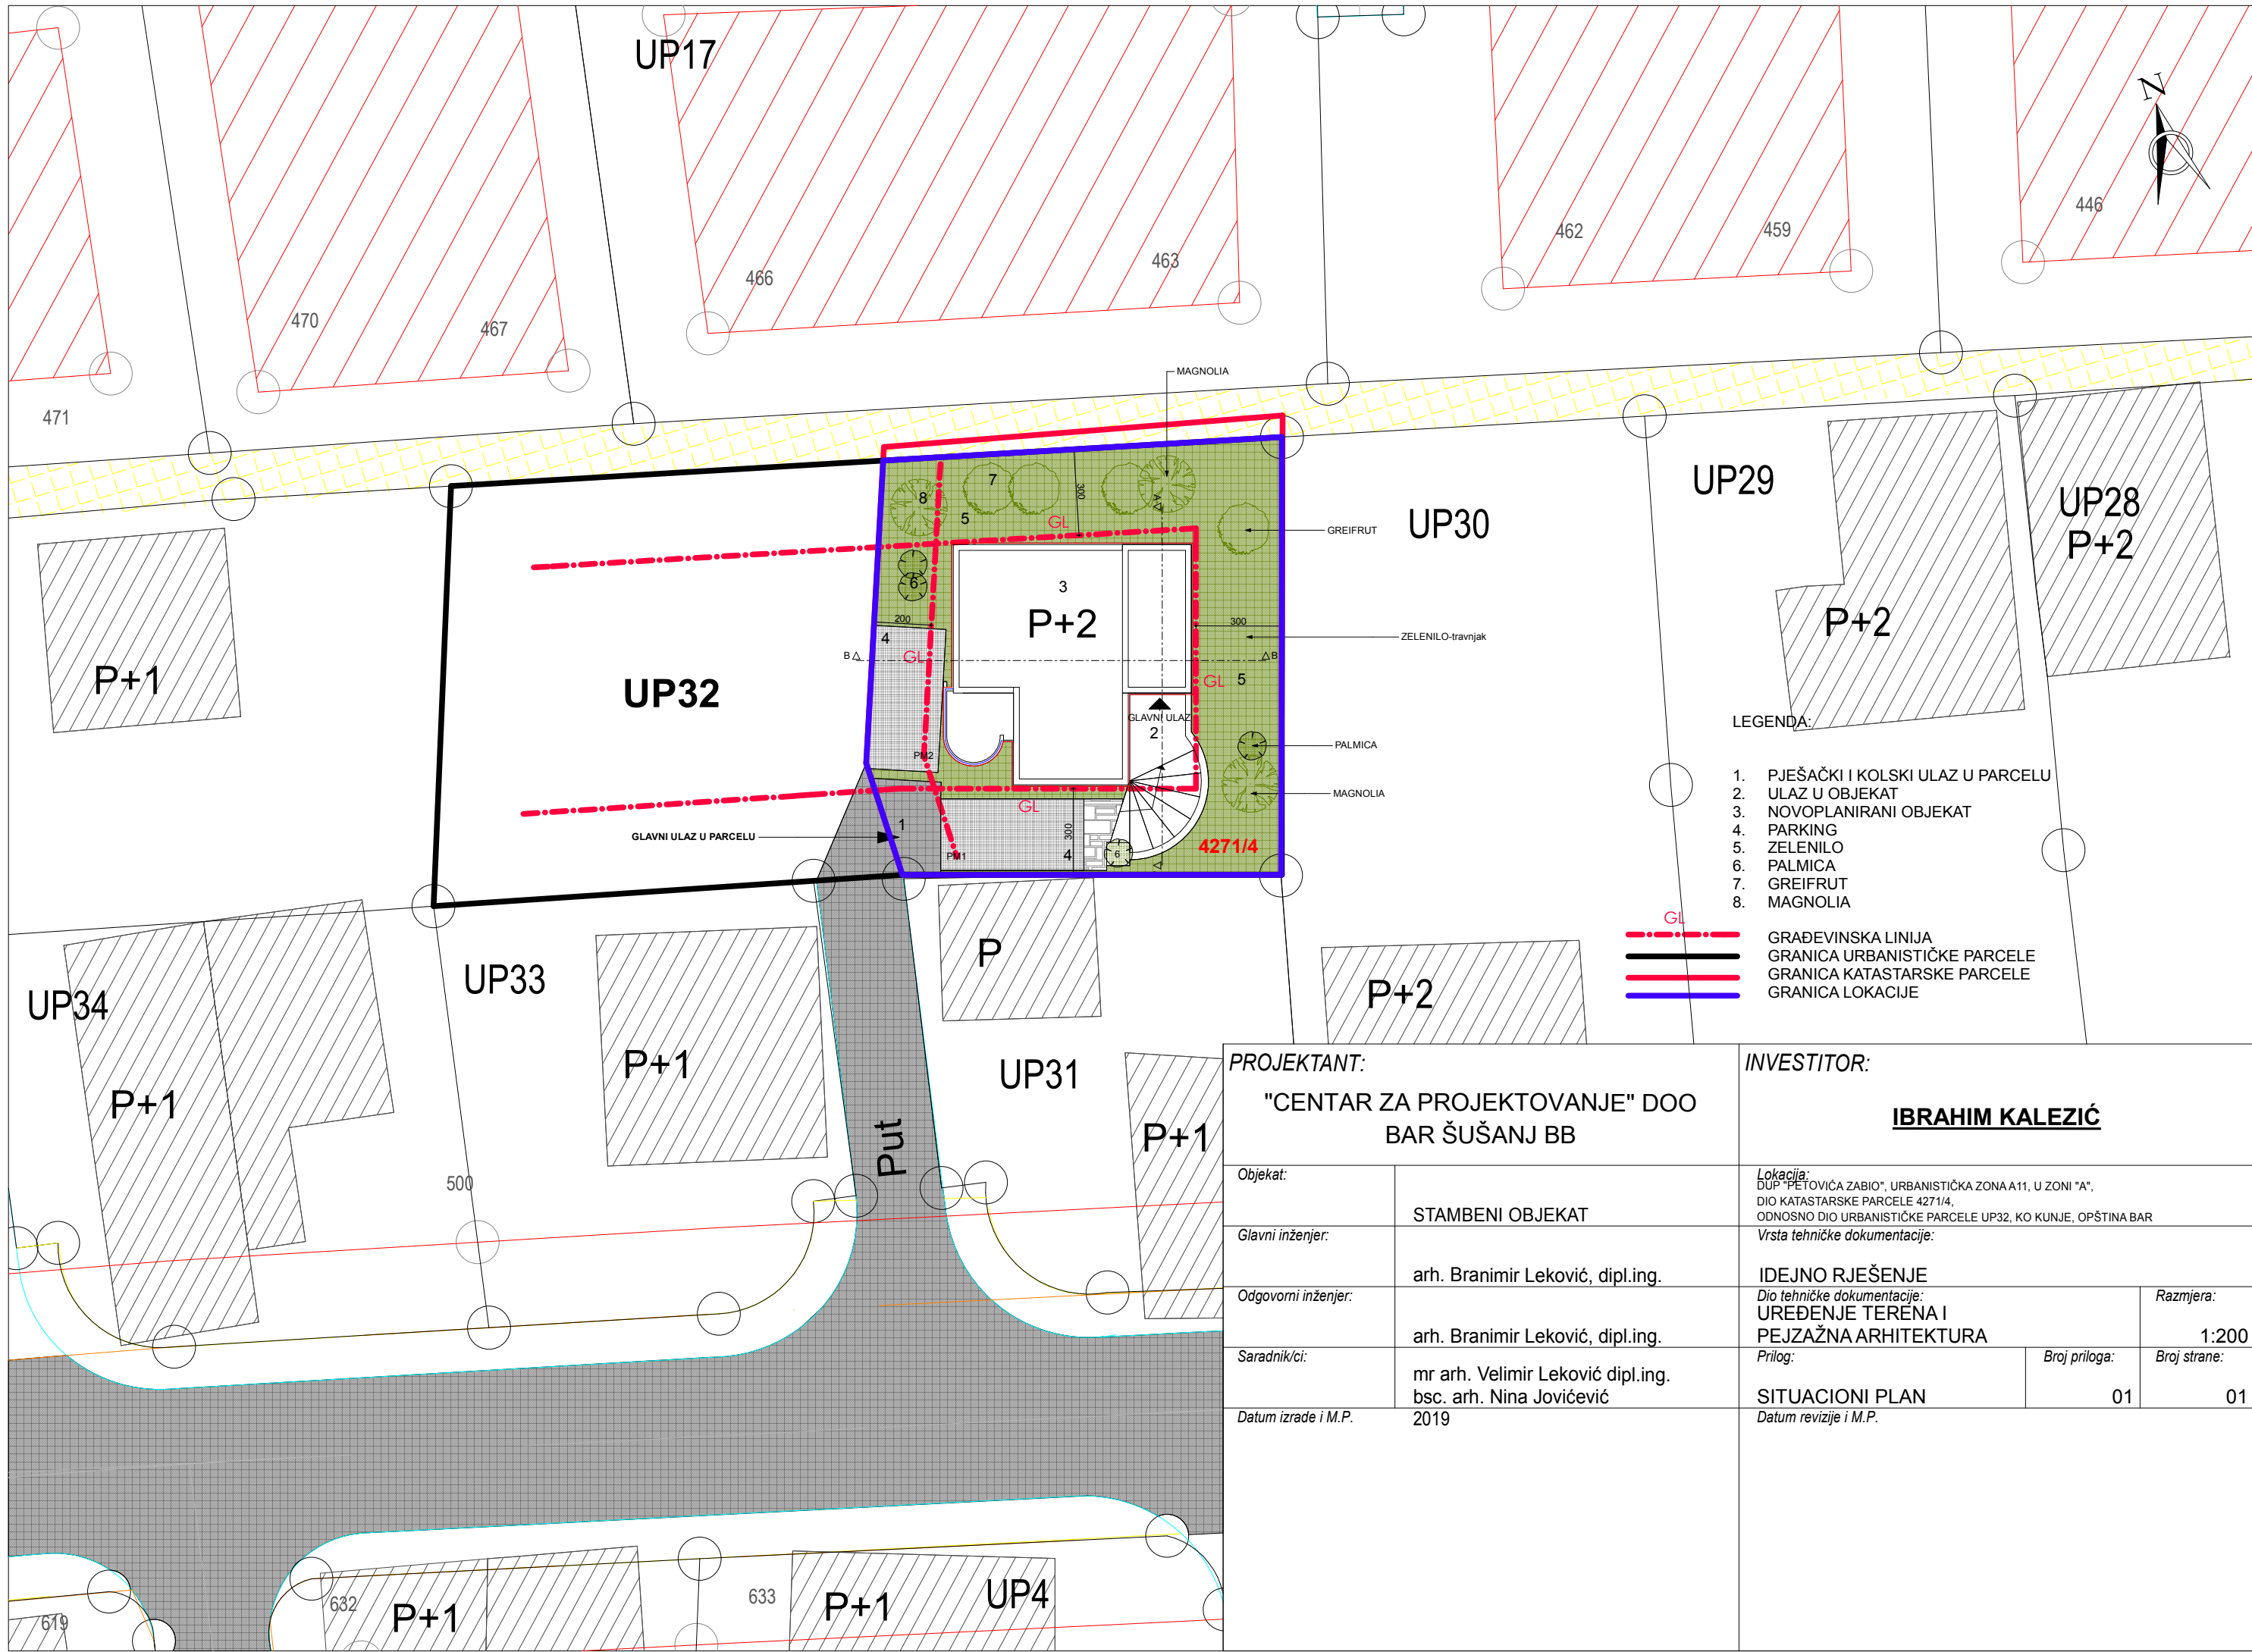 UP17
N
446
462
459
463
466
470
467
471
MAGNOLIA
UP29
UP28
P+2
UP30
GREIFRUT
7
8
5
300
A
GL
3
P+2
6
200
4
300
ZELENILO-travnjak
P+2
P+1
UP32
B
GL
B
GL
5
GLAVNI ULAZ
2
PM2
PALMICA
MAGNOLIA
GL
GLAVNI ULAZ U PARCELU
1
300
PM1
4
6
4271/4
LEGENDA:
1. PJEŠAČKI I KOLSKI ULAZ U PARCELU
2. ULAZ U OBJEKAT
3. NOVOPLANIRANI OBJEKAT
4. PARKING
5. ZELENILO
6. PALMICA
7. GREIFRUT
8. MAGNOLIA
GL
GRAĐEVINSKA LINIJA
GRANICA URBANISTIČKE PARCELE
GRANICA KATASTARSKE PARCELE
GRANICA LOKACIJE
P
UP33
UP34
P+2
P+1
UP31
P+1
Put
P+1
500
632
P+1
633
P+1
UP4
619
PROJEKTANT:
"CENTAR ZA PROJEKTOVANJE" DOO
BAR ŠUŠANJ BB
INVESTITOR:
IBRAHIM KALEZIĆ
Objekat:
STAMBENI OBJEKAT
Lokacija:
DUP "PETOVIĆA ZABIO", URBANISTIČKA ZONA A11, U ZONI "A",
DIO KATASTARSKE PARCELE 4271/4,
ODNOSNO DIO URBANISTIČKE PARCELE UP32, KO KUNJE, OPŠTINA BAR
Glavni inženjer:
arh. Branimir Leković, dipl.ing.
Vrsta tehničke dokumentacije:
IDEJNO RJEŠENJE
Odgovorni inženjer:
arh. Branimir Leković, dipl.ing.
Dio tehničke dokumentacije:
UREĐENJE TERENA I
PEJZAŽNA ARHITEKTURA
Razmjera:
1:200
Saradnik/ci:
mr arh. Velimir Leković dipl.ing.
bsc. arh. Nina Jovićević
Prilog:
SITUACIONI PLAN
Broj priloga:
01
Broj strane:
01
Datum izrade i M.P.
2019
Datum revizije i M.P.